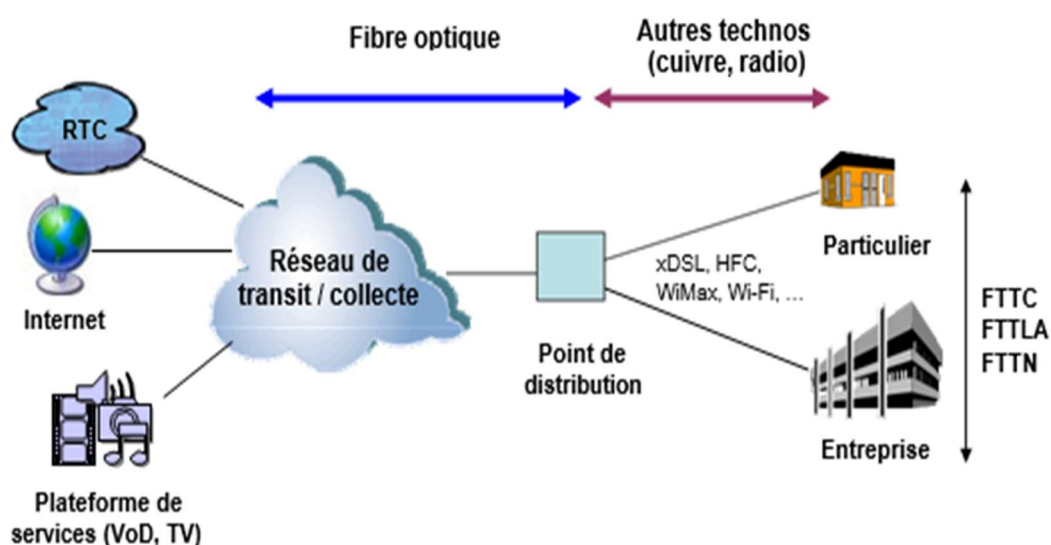 Fibre optique
Autres technos
(cuivre, radio)
RTC
Internet
Plateforme de
services (VoD, TV)
Réseau de
transit / collecte
Point de
distribution
xDSL, HFC,
WiMax, Wi-Fi, ...
Particulier
Entreprise
FTTC
FTTLA
FTTN